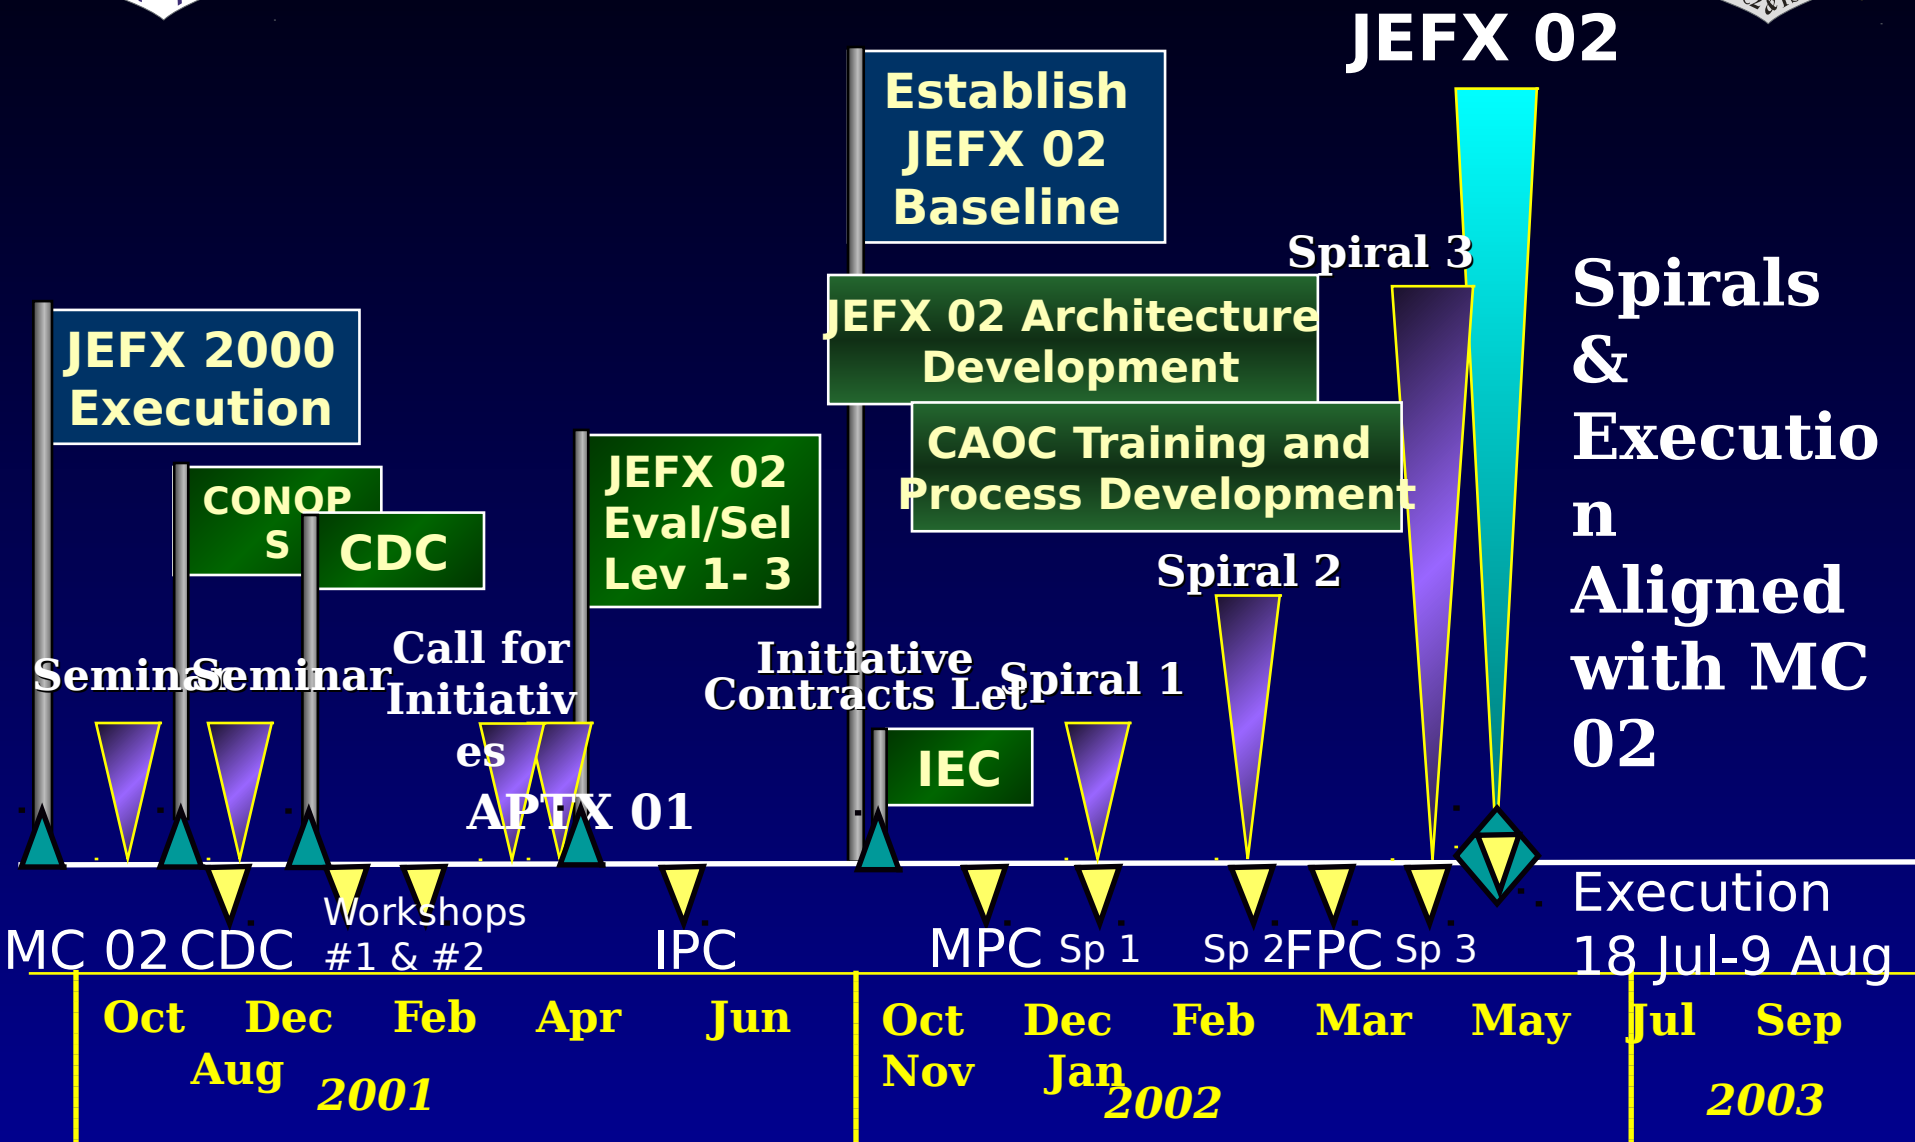 JEFX 02
Establish
JEFX 02
Baseline
Spiral 3
JEFX 02 Architecture
Development
Spirals
&
Executio
n
Aligned
with MC
02
JEFX 2000
Execution
CAOC Training and
Process Development
JEFX 02
Eval/Sel
Lev 1- 3
CONOP
S
CDC
Spiral 2
Call for
Initiativ
es
Seminar
Seminar
Initiative
Contracts Let
Spiral 1
IEC
APTX 01
MC 02
CDC
Workshops
#1 & #2
IPC
MPC
Sp 1
Sp 2
FPC
Sp 3
Execution
18 Jul-9 Aug
Oct Dec Feb Apr Jun
Aug
2001
Oct Dec Feb Mar May Jul Sep
Nov Jan
2002
2003